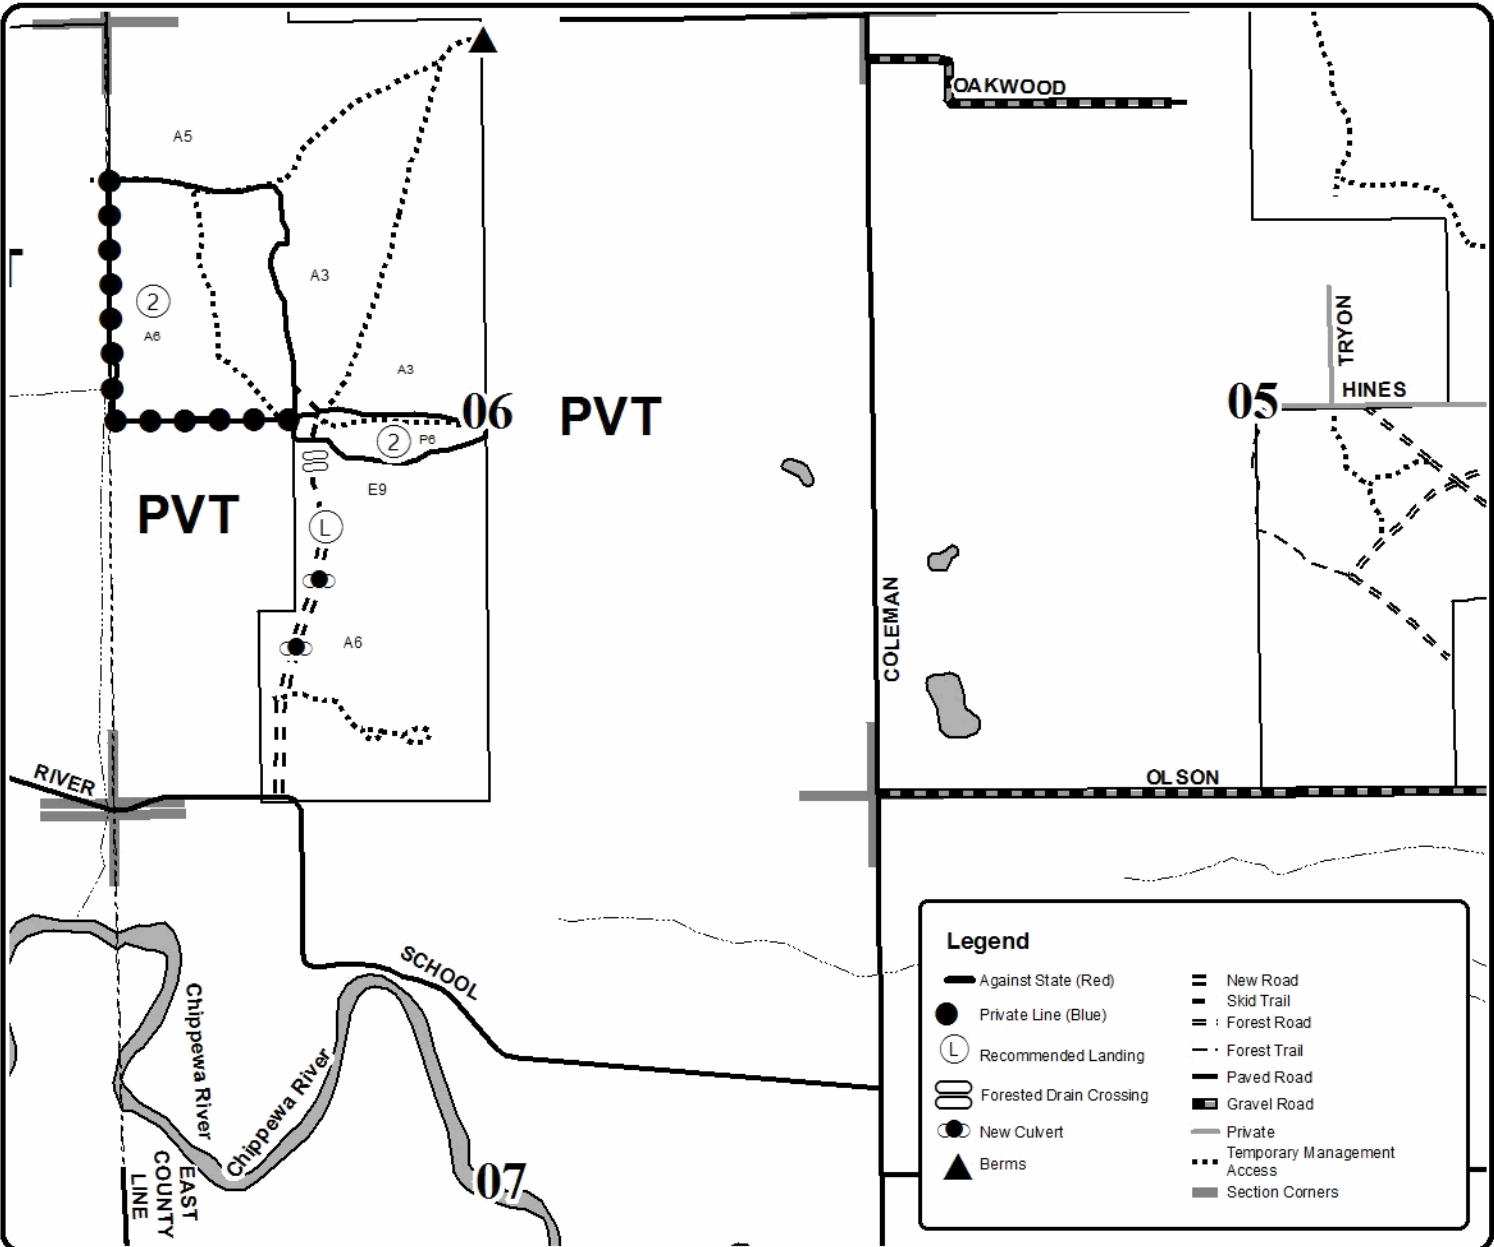 OAKWOOD
A5
A3
TRYON
2
A6
A3
HINES
06
PVT
05
2
P6
E9
PVT
L
COLEMAN
A6
RIVER
OLSON
SCHOOL
Chippewa River
Chippewa River
EAST
COUNTY
LINE
07
Legend
Against State (Red)
Private Line (Blue)
L
Recommended Landing
Forested Drain Crossing
New Culvert
Berms
New Road
Skid Trail
Forest Road
Forest Trail
Paved Road
Gravel Road
Private
Temporary Management
Access
Section Corners